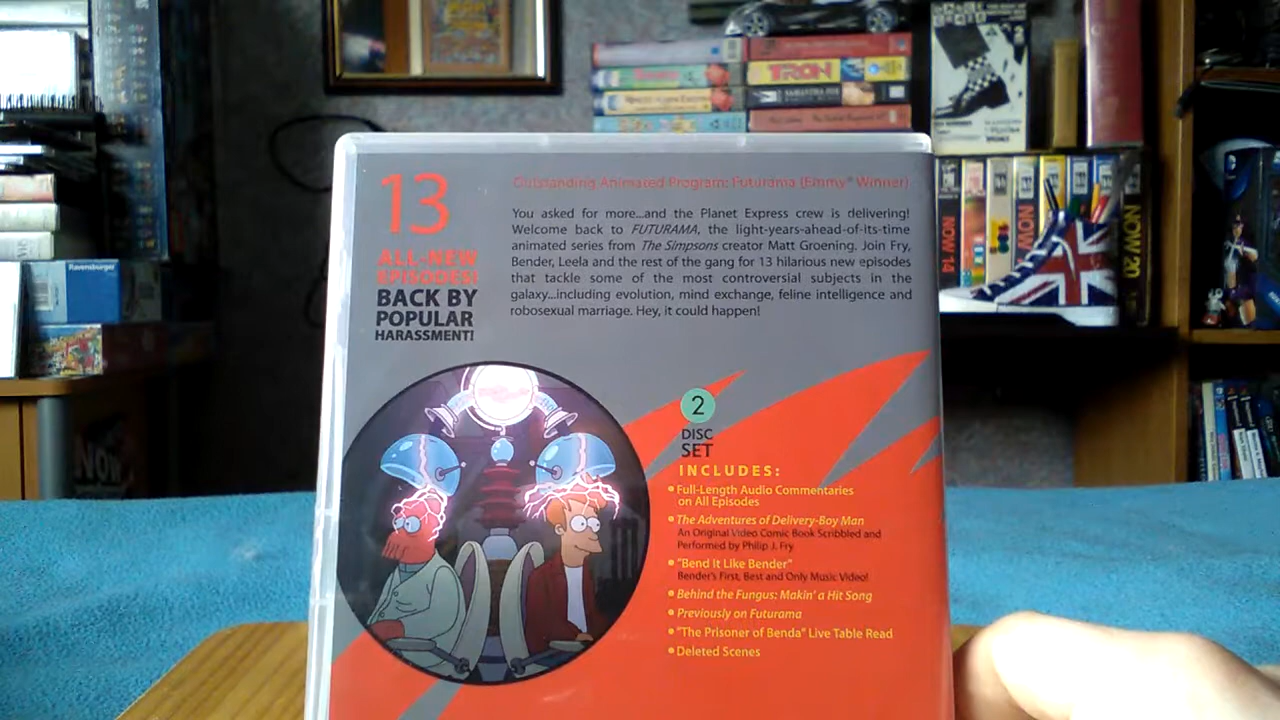 TRON
SAMANTHA FOX
NOW 14
NOW
NOW 20
Ravensburger
NOW
13
ALL-NEW
EPISODES!
BACK BY
POPULAR
HARASSMENT!
Outstanding Animated Program: Futurama (Emmy® Winner)
You asked for more...and the Planet Express crew is delivering!
Welcome back to FUTURAMA, the light-years-ahead-of-its-time
animated series from The Simpsons creator Matt Groening. Join Fry,
Bender, Leela and the rest of the gang for 13 hilarious new episodes
that tackle some of the most controversial subjects in the
galaxy...including evolution, mind exchange, feline intelligence and
robosexual marriage. Hey, it could happen!
2
DISC
SET
INCLUDES:
• Full-Length Audio Commentaries
on All Episodes
• The Adventures of Delivery-Boy Man
An Original Video Comic Book Scribbled and
Performed by Philip J. Fry
• "Bend It Like Bender"
Bender's First, Best and Only Music Video!
• Behind the Fungus: Makin' a Hit Song
• Previously on Futurama
• "The Prisoner of Benda" Live Table Read
• Deleted Scenes